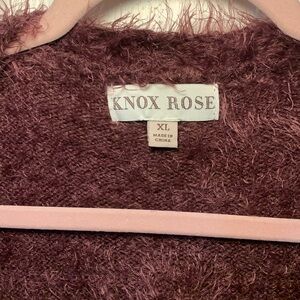 KNOX ROSE
XL
MADE IN
CHINA